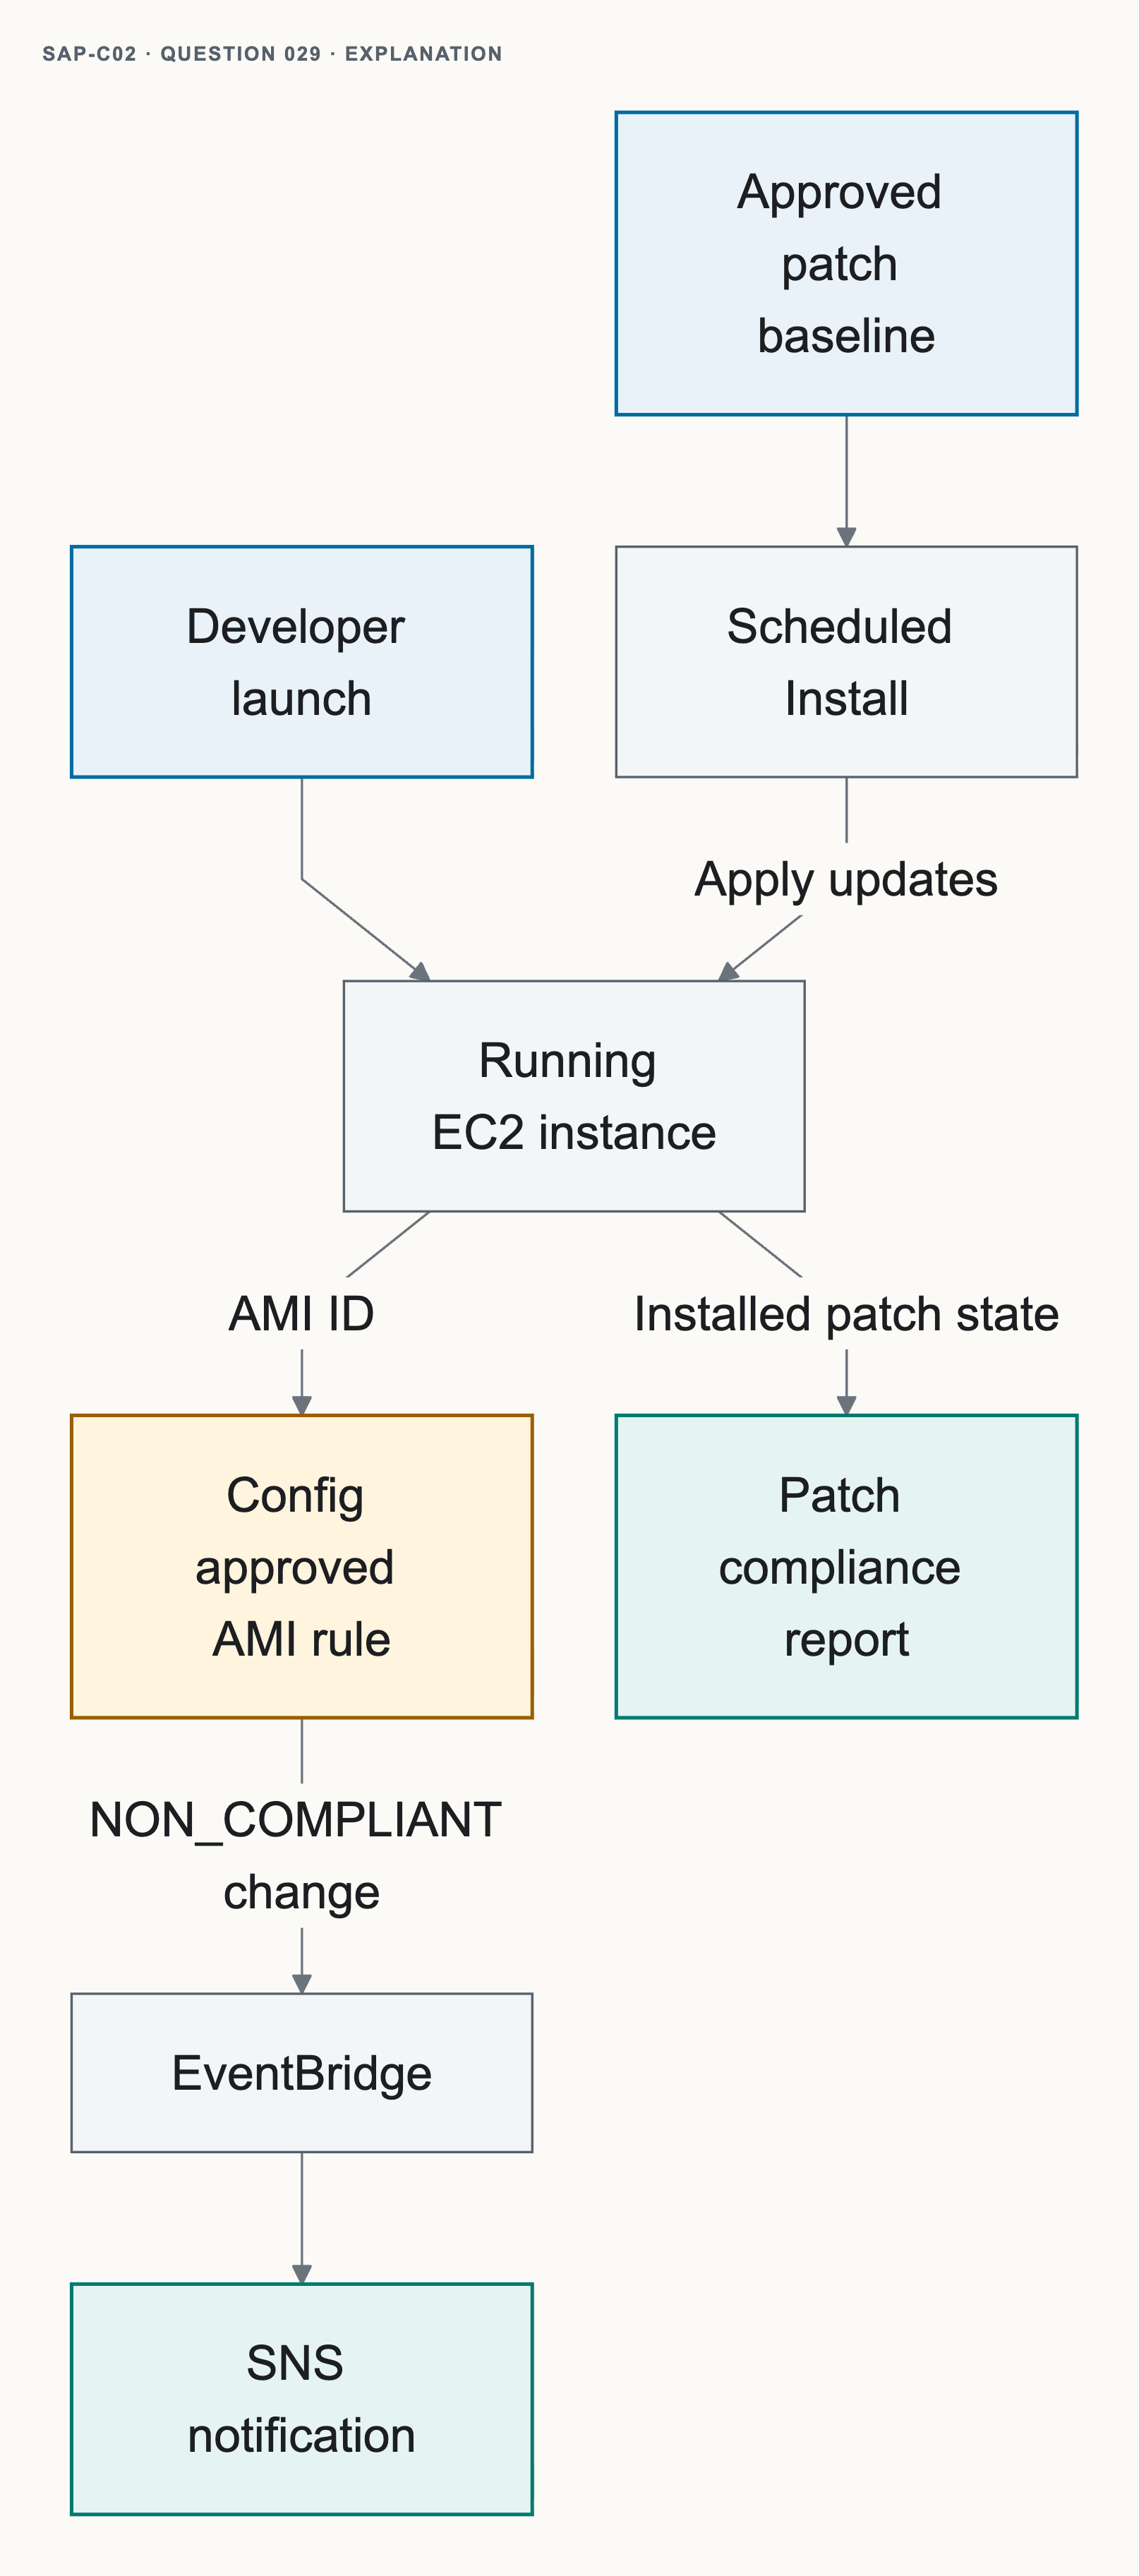 SAP-C02 · QUESTION 029 · EXPLANATION
Approved
patch
baseline
Developer
launch
Scheduled
Install
Apply updates
Running
EC2 instance
AMI ID
Installed patch state
Config
approved
AMI rule
Patch
compliance
report
NON_COMPLIANT
change
EventBridge
SNS
notification